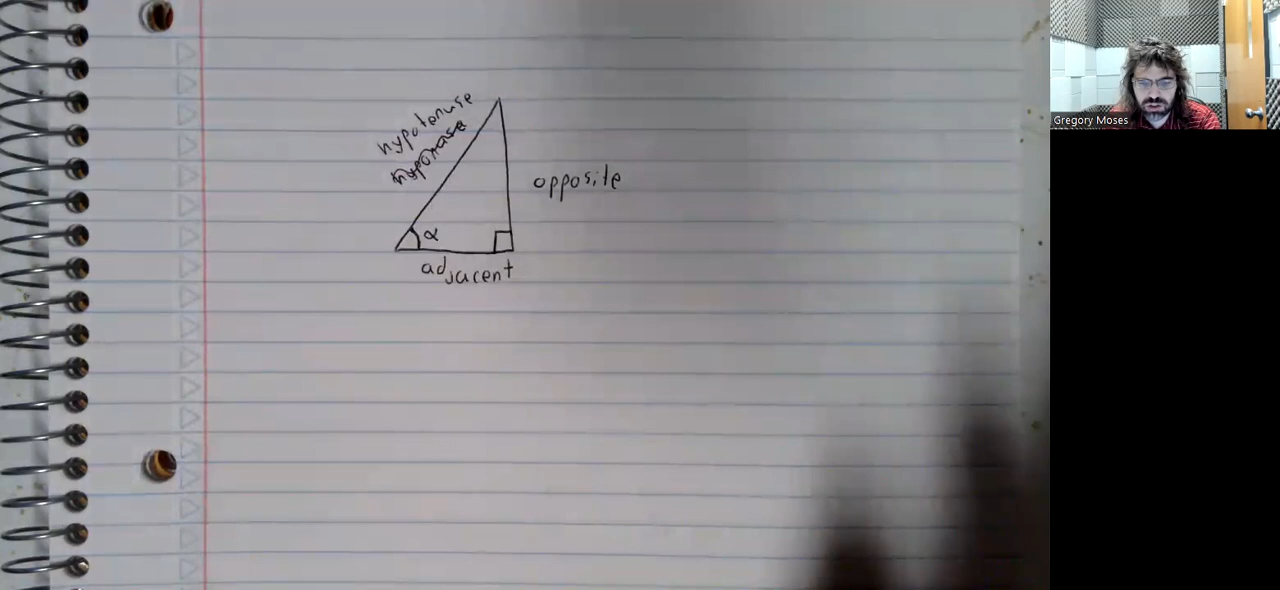 hypotenuse
opposite
α
adjacent
Gregory Moses